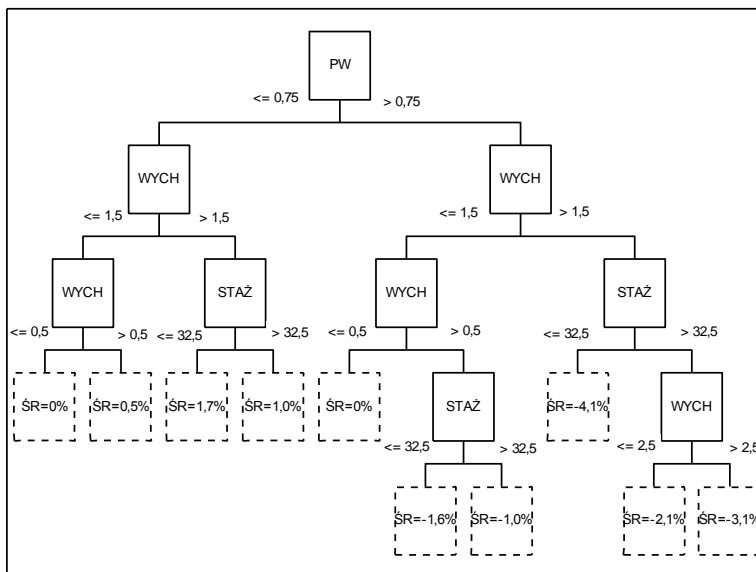 PW
<= 0,75
> 0,75
WYCH
WYCH
<= 1,5
> 1,5
<= 1,5
> 1,5
WYCH
STAŻ
WYCH
STAŻ
<= 0,5
> 0,5
<= 32,5
> 32,5
<= 0,5
> 0,5
<= 32,5
> 32,5
ŚR=0%
ŚR=0,5%
ŚR=1,7%
ŚR=1,0%
ŚR=0%
STAŻ
ŚR=-4,1%
WYCH
<= 32,5
> 32,5
<= 2,5
> 2,5
ŚR=-1,6%
ŚR=-1,0%
ŚR=-2,1%
ŚR=-3,1%